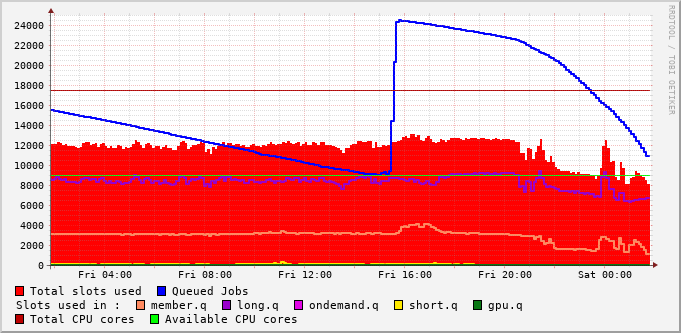 RRDTOOL / TOBI OETIKER
24000
22000
20000
18000
16000
14000
12000
10000
8000
6000
4000
2000
0
Fri 04:00 Fri 08:00 Fri 12:00 Fri 16:00 Fri 20:00 Sat 00:00
Total slots used Queued Jobs
Slots used in : member.q long.q ondemand.q short.q gpu.q
Total CPU cores Available CPU cores